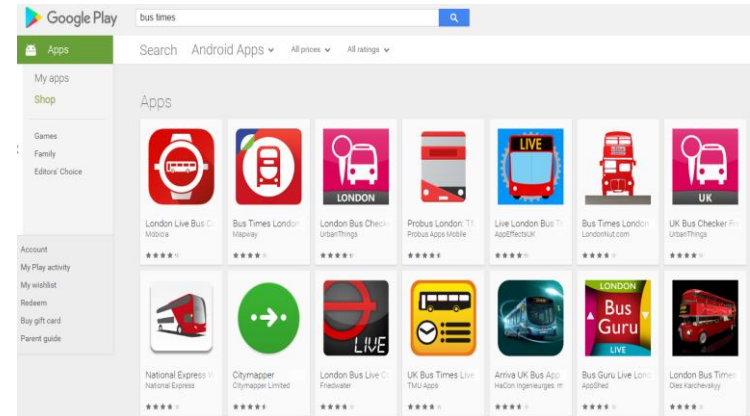 Google Play
bus times
Apps
Search Android Apps All prices All ratings
My apps
Shop
Games
Family
Editors' Choice
Account
My Play activity
My wishlist
Redeem
Buy gift card
Parent guide
Apps
LONDON
LIVE
UK
London Live Bus C
Mobicia
Bus Times London
Mapway
London Bus Check
UrbanThings
Probus London: T
Probus Apps Mobile
Live London Bus T
AppEffectsUK
Bus Times London
LondonNut.com
UK Bus Checker Fr
UrbanThings
LIVE
LONDON
Bus
Guru
LIVE
National Express W
National Express
Citymapper
Citymapper Limited
London Bus Live C
Friedwater
UK Bus Times Live
TMU Apps
Arriva UK Bus App
HaCon Ingenieurges. m
Bus Guru Live Lon
AppShed
London Bus Times
Oles Karchevskyy